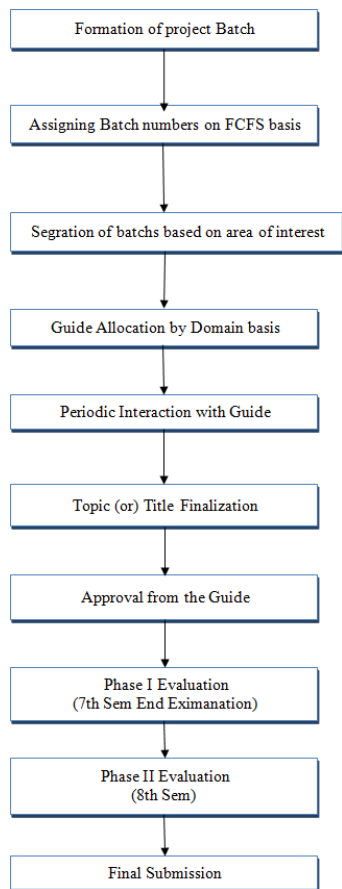 Formation of project Batch
Assigning Batch numbers on FCFS basis
Segration of batchs based on area of interest
Guide Allocation by Domain basis
Periodic Interaction with Guide
Topic (or) Title Finalization
Approval from the Guide
Phase I Evaluation
(7th Sem End Eximanation)
Phase II Evaluation
(8th Sem)
Final Submission